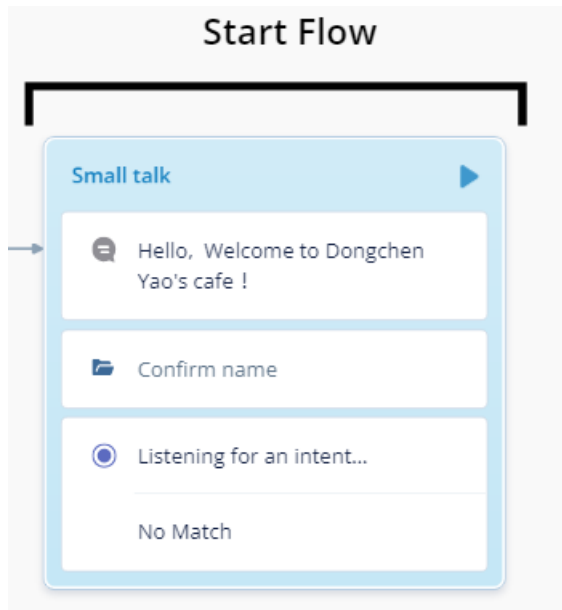 Start Flow
Small talk
Hello,  Welcome to Dongchen
Yao's cafe !
Confirm name
Listening for an intent...
No Match